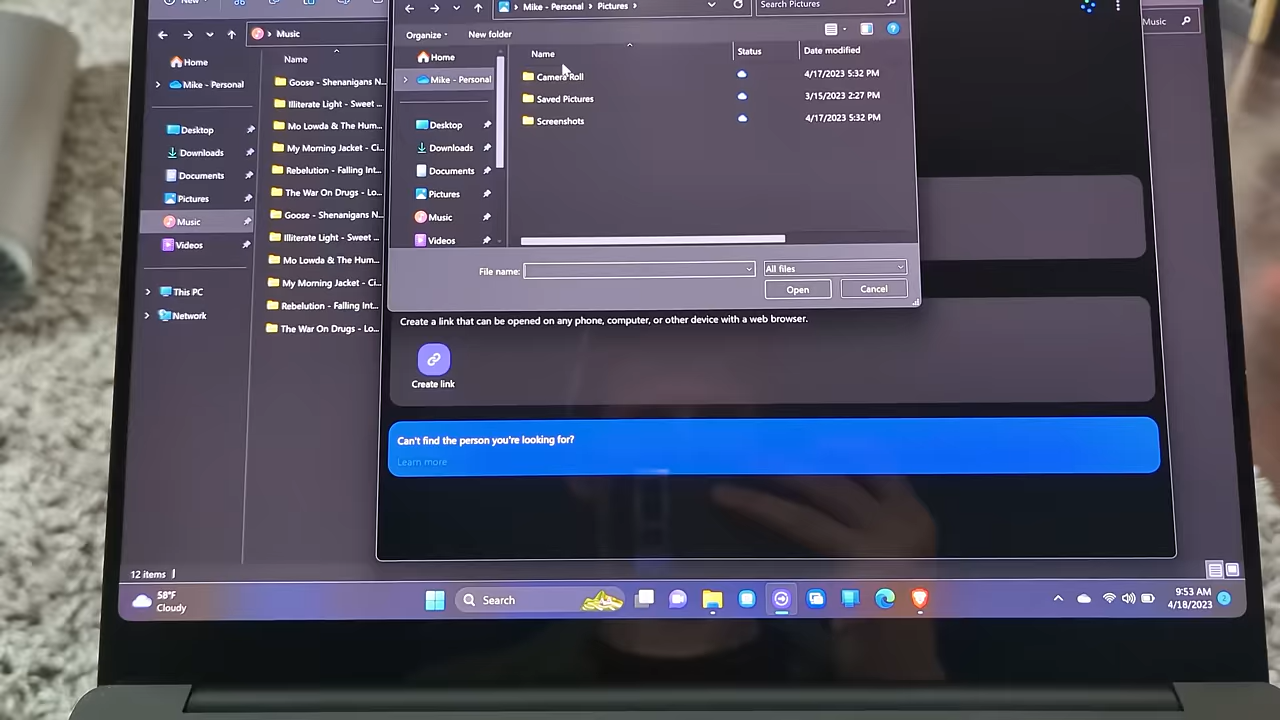 New
Music
Home
Mike - Personal
Desktop
Downloads
Documents
Pictures
Music
Videos
This PC
Network
Name
Goose - Shenanigans N...
Illiterate Light - Sweet ...
Mo Lowda & The Hum...
My Morning Jacket - Ci...
Rebelution - Falling Int...
The War On Drugs - Lo...
Goose - Shenanigans N...
Illiterate Light - Sweet ...
Mo Lowda & The Hum...
My Morning Jacket - Ci...
Rebelution - Falling Int...
The War On Drugs - Lo...
12 items
Mike - Personal > Pictures >
Search Pictures
Organize
New folder
Home
Mike - Personal
Desktop
Downloads
Documents
Pictures
Music
Videos
Name Status Date modified
Camera Roll 4/17/2023 5:32 PM
Saved Pictures 3/15/2023 2:27 PM
Screenshots 4/17/2023 5:32 PM
File name:
All files
Open
Cancel
Music
Create a link that can be opened on any phone, computer, or other device with a web browser.
Create link
Can't find the person you're looking for?
Learn more
58°F
Cloudy
Search
9:53 AM
4/18/2023
2